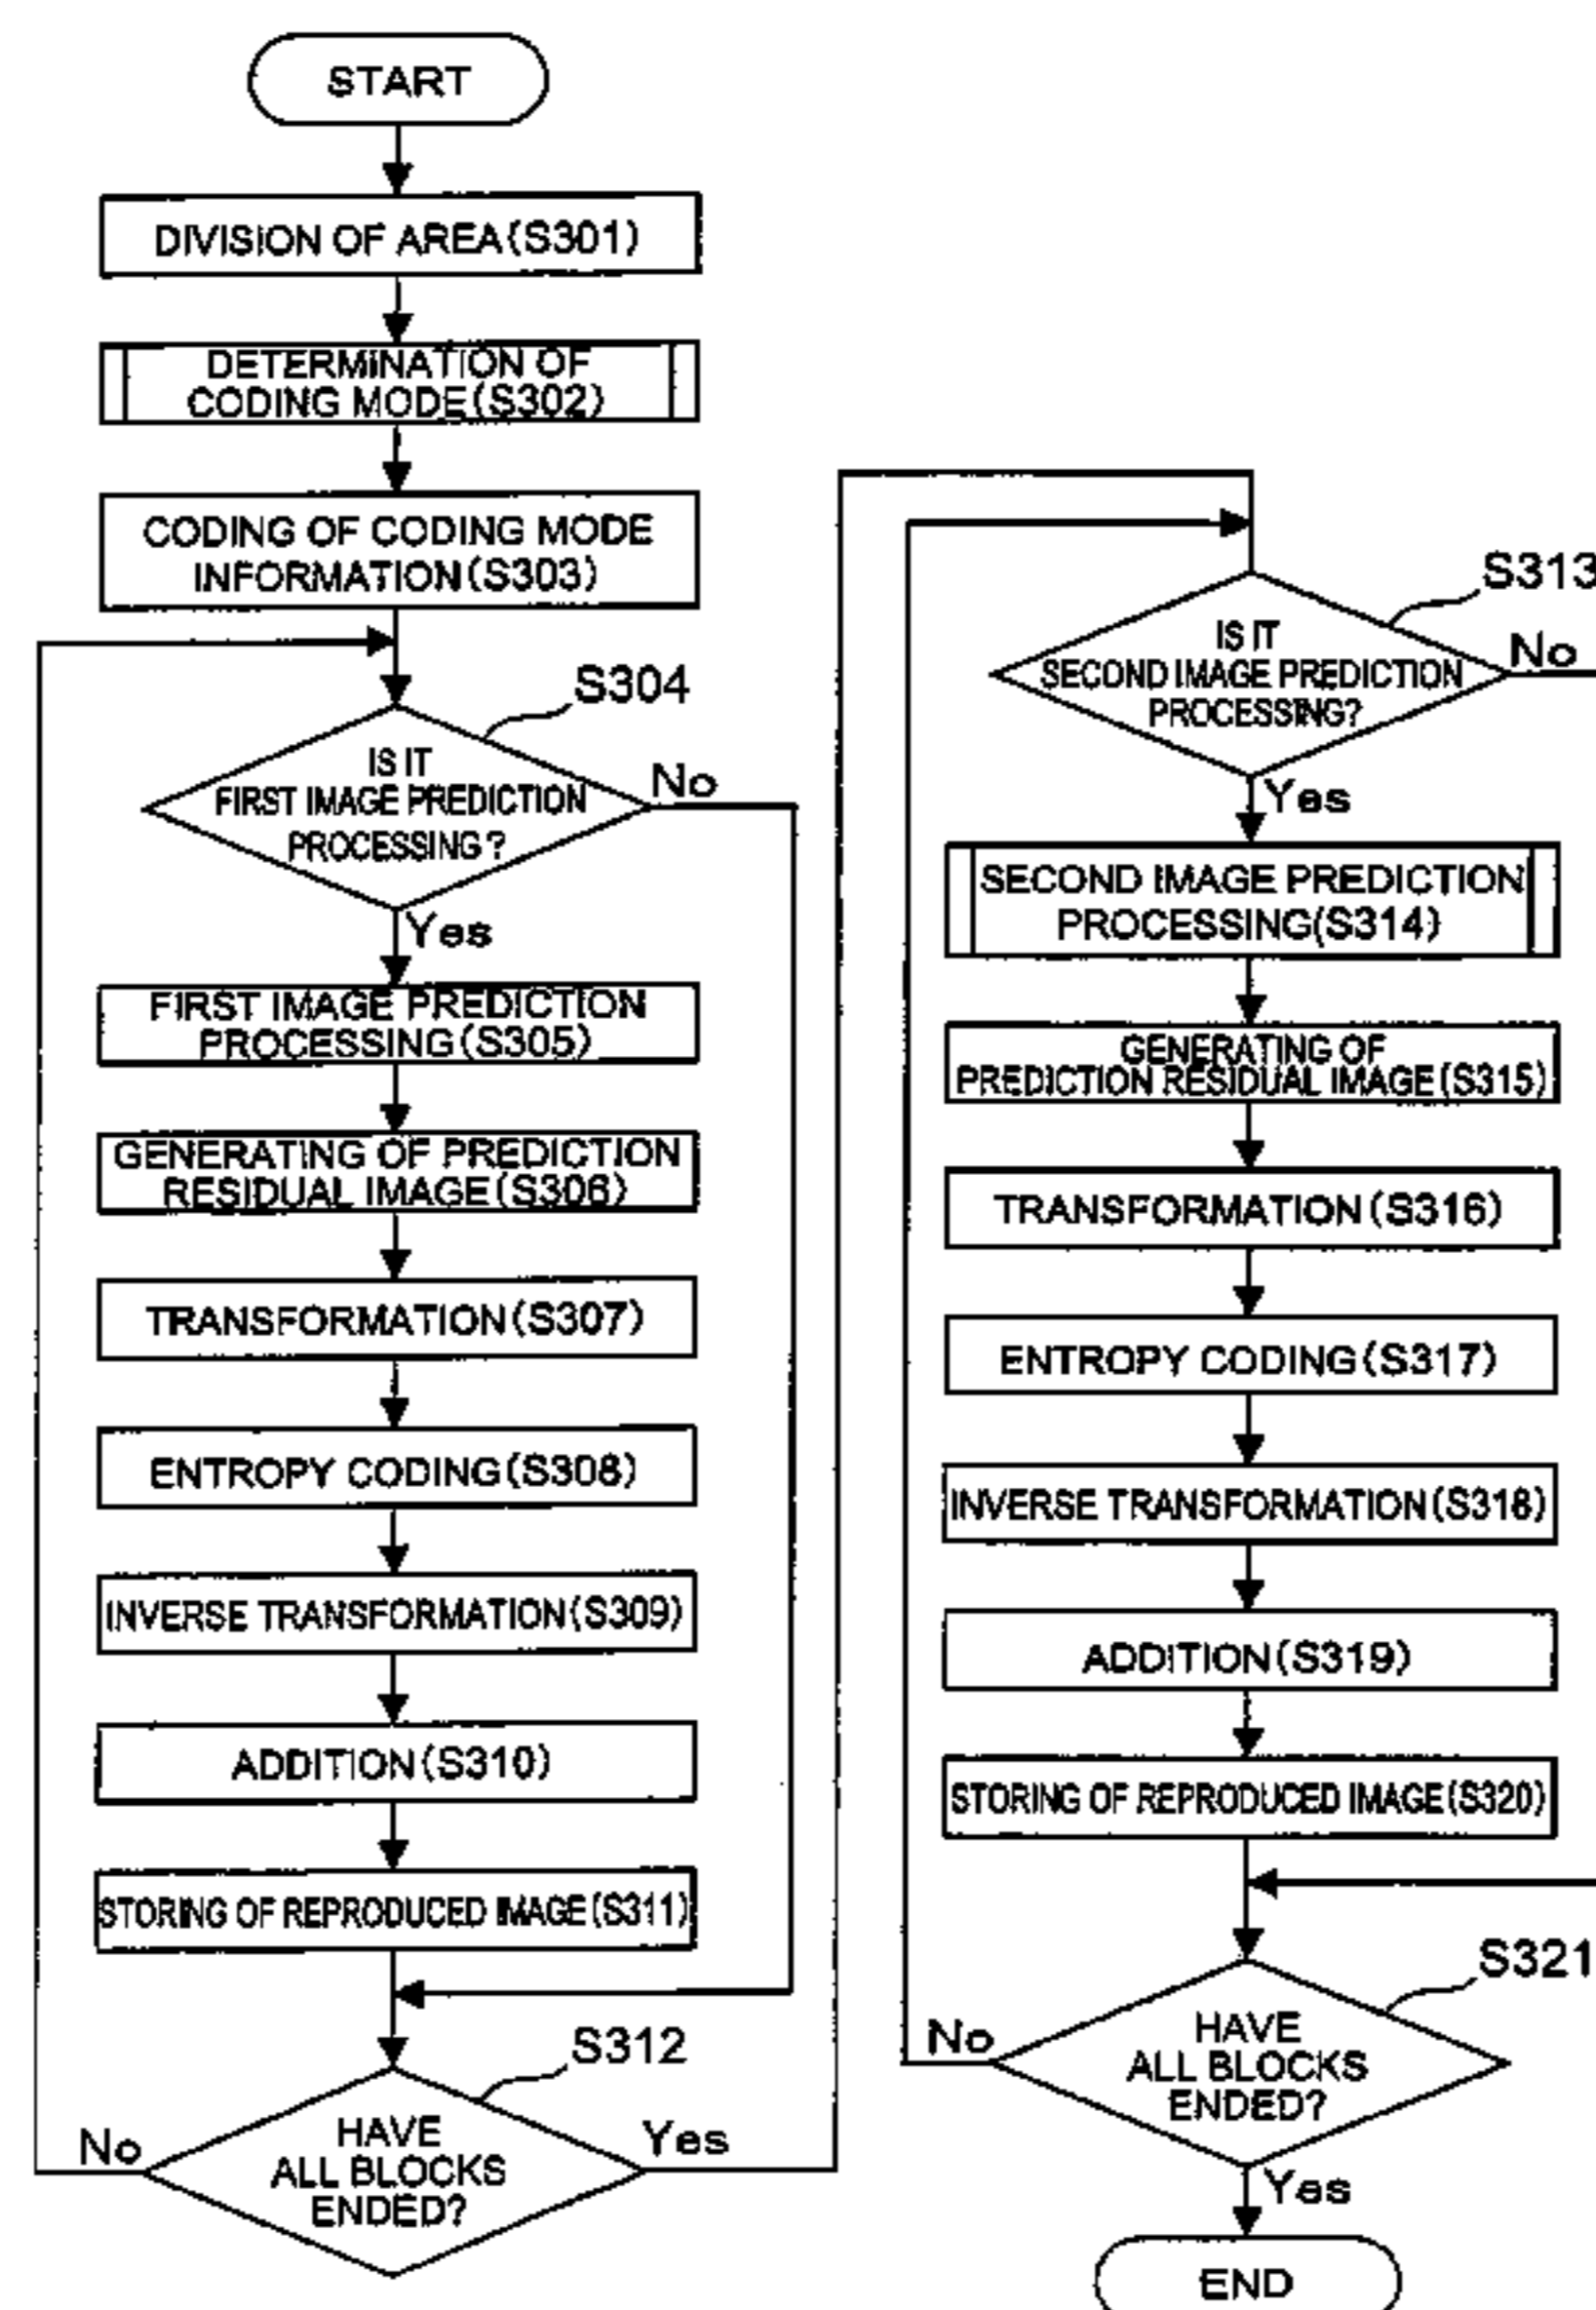 START
DIVISION OF AREA(S301)
DETERMINATION OF
CODING MODE(S302)
CODING OF CODING MODE
INFORMATION(S303)
S304
IS IT
FIRST IMAGE PREDICTION
PROCESSING?
No
Yes
FIRST IMAGE PREDICTION
PROCESSING(S305)
GENERATING OF PREDICTION
RESIDUAL IMAGE(S306)
TRANSFORMATION(S307)
ENTROPY CODING(S308)
INVERSE TRANSFORMATION(S309)
ADDITION(S310)
STORING OF REPRODUCED IMAGE(S311)
S312
HAVE
ALL BLOCKS
ENDED?
No
Yes
S313
IS IT
SECOND IMAGE PREDICTION
PROCESSING?
No
Yes
SECOND IMAGE PREDICTION
PROCESSING(S314)
GENERATING OF
PREDICTION RESIDUAL IMAGE(S315)
TRANSFORMATION(S316)
ENTROPY CODING(S317)
INVERSE TRANSFORMATION(S318)
ADDITION(S319)
STORING OF REPRODUCED IMAGE(S320)
S321
HAVE
ALL BLOCKS
ENDED?
No
Yes
END